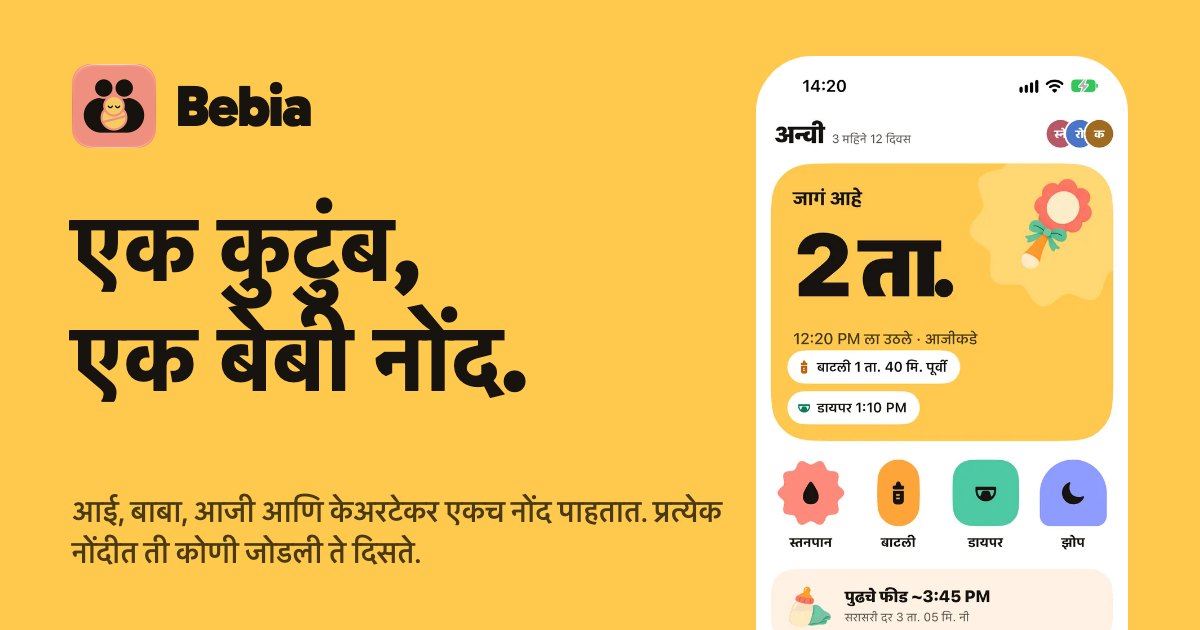 Bebia
एक कुटुंब,
एक बेबी नोंद.
आई, बाबा, आजी आणि केअरटेकर एकच नोंद पाहतात. प्रत्येक
नोंदीत ती कोणी जोडली ते दिसते.
14:20
अन्वी 3 महिने 12 दिवस
स्ने रो क
जागं आहे
2 ता.
12:20 PM ला उठले · आजीकडे
बाटली 1 ता. 40 मि. पूर्वी
डायपर 1:10 PM
स्तनपान बाटली डायपर झोप
पुढचे फीड ~3:45 PM
सरासरी दर 3 ता. 05 मि. नी